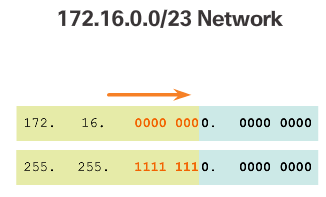 172.16.0.0/23 Network
172. 16. 0000 0000. 0000 0000
255. 255. 1111 1110. 0000 0000